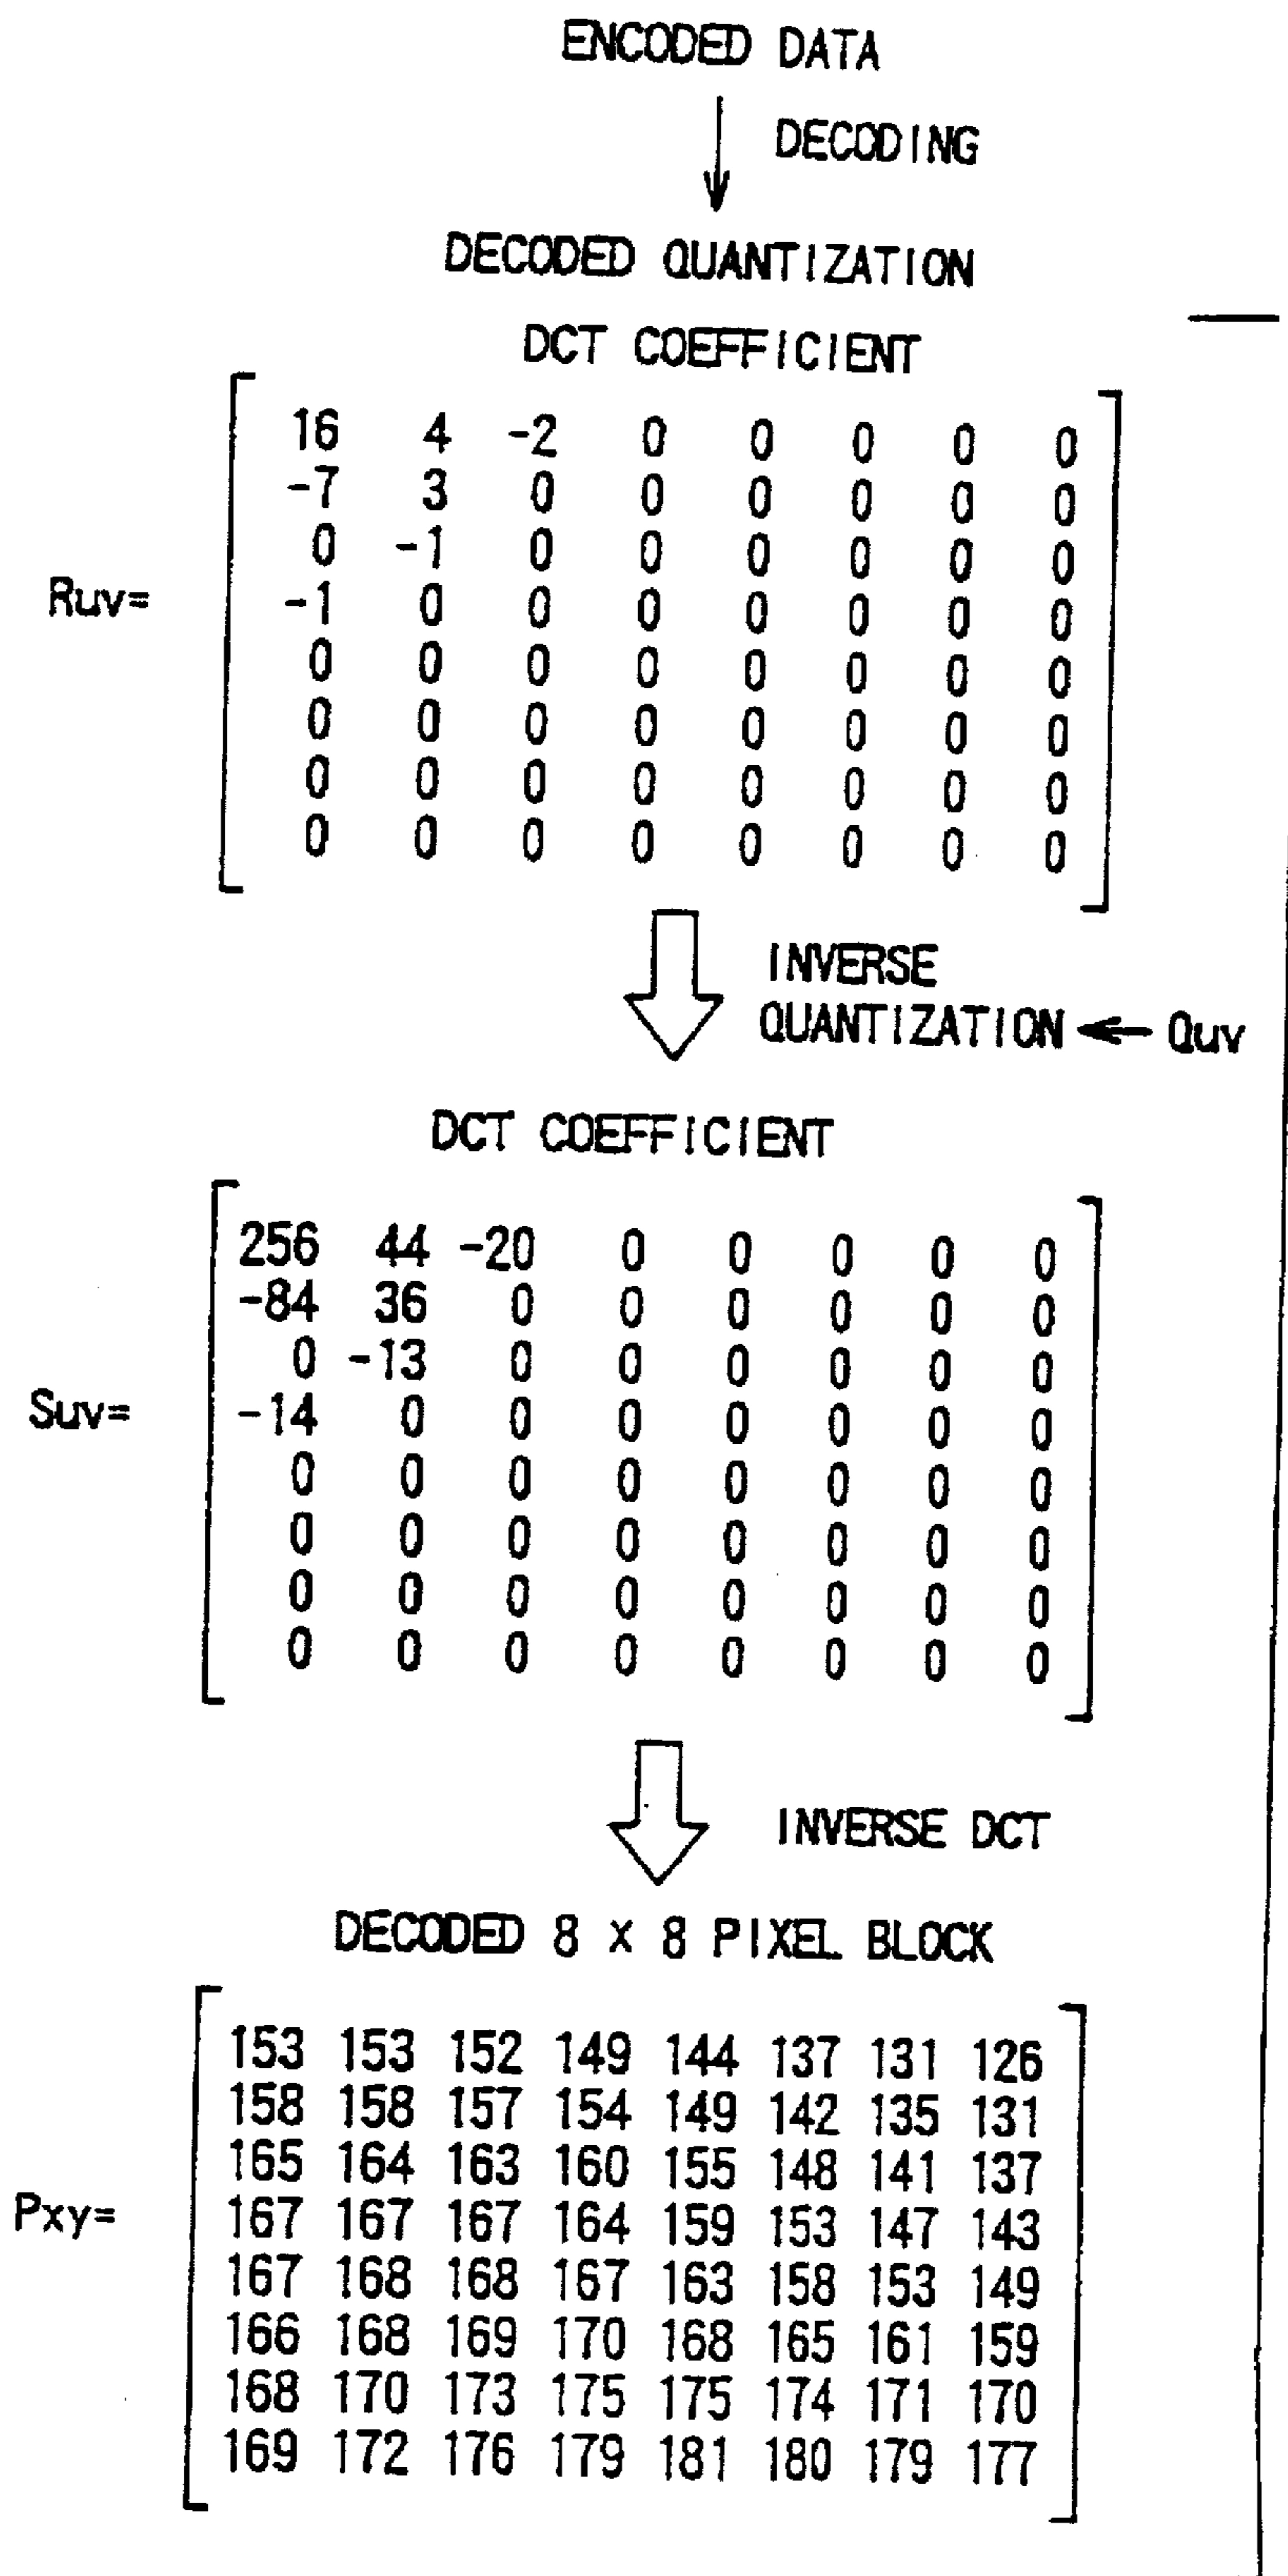 ENCODED DATA
DECODING
DECODED QUANTIZATION
DCT COEFFICIENT
16 4 -2 0 0 0 0 0
-7 3 0 0 0 0 0 0
0 -1 0 0 0 0 0 0
Ruv=
-1 0 0 0 0 0 0 0
0 0 0 0 0 0 0 0
0 0 0 0 0 0 0 0
0 0 0 0 0 0 0 0
0 0 0 0 0 0 0 0
INVERSE
QUANTIZATION ← Quv
DCT COEFFICIENT
256 44 -20 0 0 0 0 0
-84 36 0 0 0 0 0 0
0 -13 0 0 0 0 0 0
Suv=
-14 0 0 0 0 0 0 0
0 0 0 0 0 0 0 0
0 0 0 0 0 0 0 0
0 0 0 0 0 0 0 0
0 0 0 0 0 0 0 0
INVERSE DCT
DECODED 8 × 8 PIXEL BLOCK
153 153 152 149 144 137 131 126
158 158 157 154 149 142 135 131
165 164 163 160 155 148 141 137
Pxy=
167 167 167 164 159 153 147 143
167 168 168 167 163 158 153 149
166 168 169 170 168 165 161 159
168 170 173 175 175 174 171 170
169 172 176 179 181 180 179 177